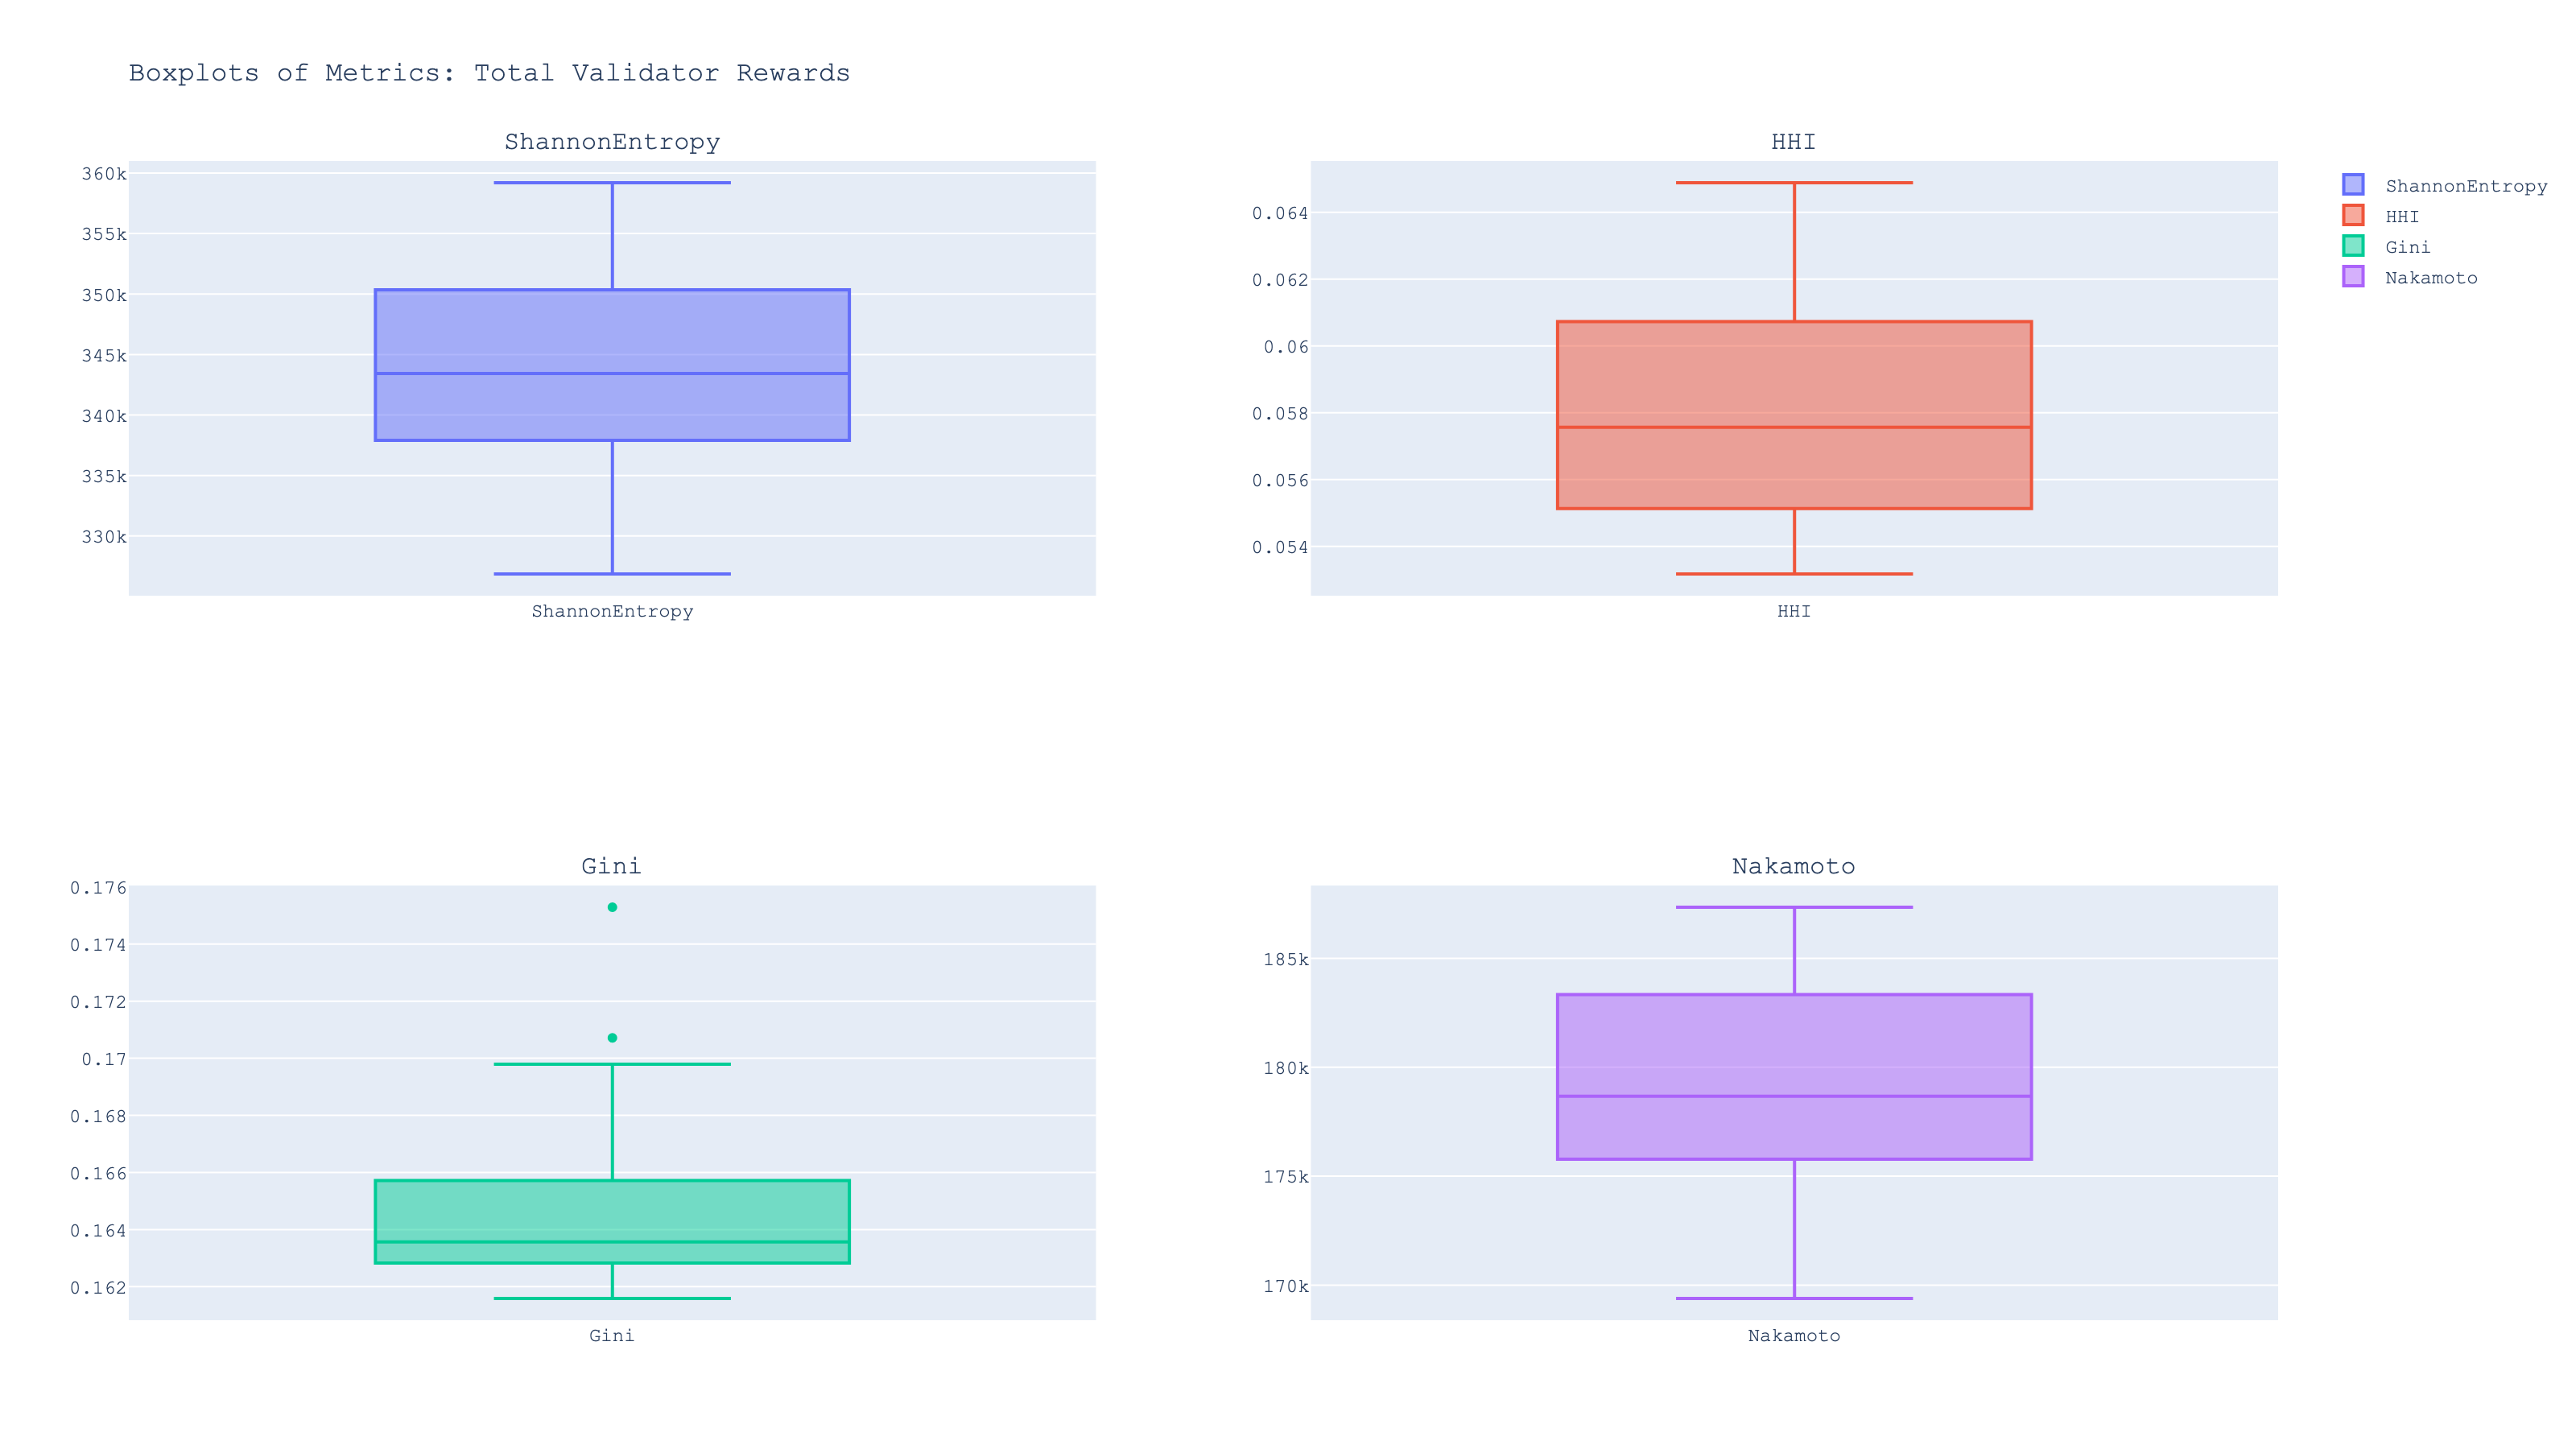 Boxplots of Metrics: Total Validator Rewards
ShannonEntropy
360k
355k
350k
345k
340k
335k
330k
ShannonEntropy
HHI
0.064
0.062
0.06
0.058
0.056
0.054
HHI
ShannonEntropy
HHI
Gini
Nakamoto
Gini
0.176
0.174
0.172
0.17
0.168
0.166
0.164
0.162
Gini
Nakamoto
185k
180k
175k
170k
Nakamoto